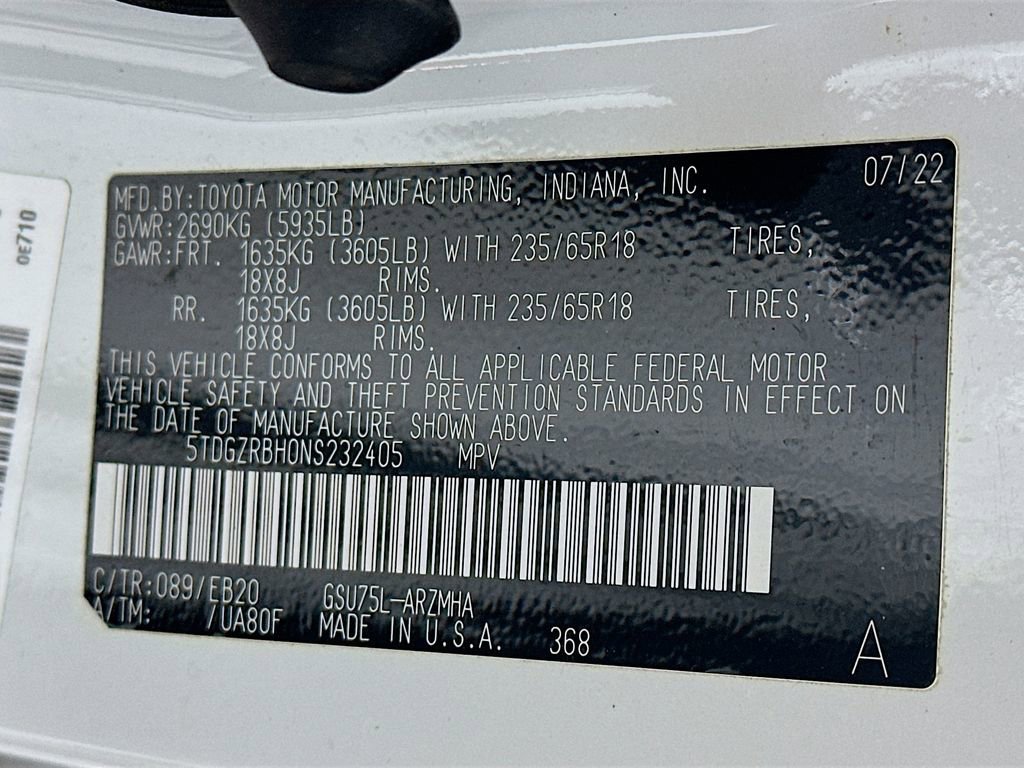 MFD.BY:TOYOTA MOTOR MANUFACTURING, INDIANA, INC. 07/22
GVWR:2690KG (5935LB)
GAWR:FRT. 1635KG (3605LB) WITH 235/65R18 TIRES,
18X8J RIMS.
RR. 1635KG (3605LB) WITH 235/65R18 TIRES,
18X8J RIMS.
THIS VEHICLE CONFORMS TO ALL APPLICABLE FEDERAL MOTOR
VEHICLE SAFETY AND THEFT PREVENTION STANDARDS IN EFFECT ON
THE DATE OF MANUFACTURE SHOWN ABOVE.
5TDGZRBH0NS232405 MPV
C/TR:089/EB20 GSU75L-ARZMHA
A/TM: /UA80F MADE IN U.S.A. 368 A
0E710